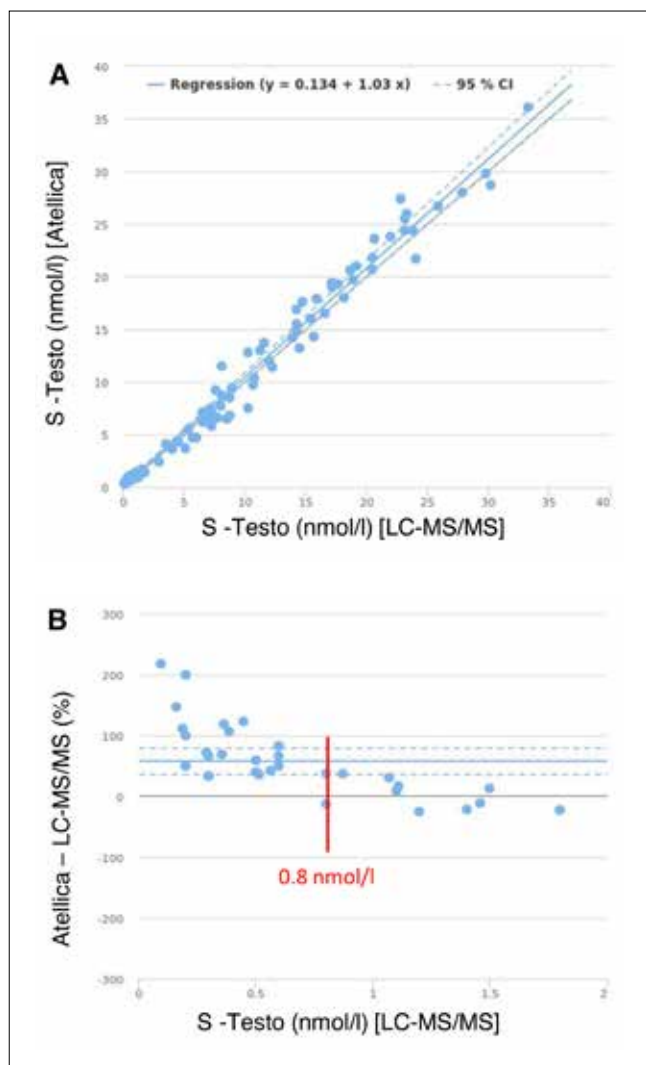 A
Regression (y = 0.134 + 1.03 x)    95 % CI
40
35
30
25
20
15
10
5
0
0 5 10 15 20 25 30 35 40
S -Testo (nmol/l) [Atellica]
S -Testo (nmol/l) [LC-MS/MS]
B
300
200
100
0
-100
-200
-300
0 0.5 1 1.5 2
Atellica – LC-MS/MS (%)
0.8 nmol/l
S -Testo (nmol/l) [LC-MS/MS]